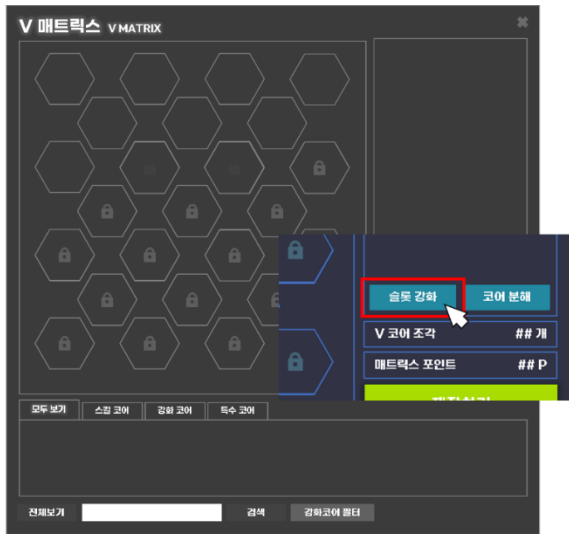 V 매트릭스 V MATRIX
슬롯 강화 코어 분해
V 코어 조각 ## 개
매트릭스 포인트 ## P
모두 보기 스킬 코어 강화 코어 특수 코어
전체보기 검색 강화코어 필터